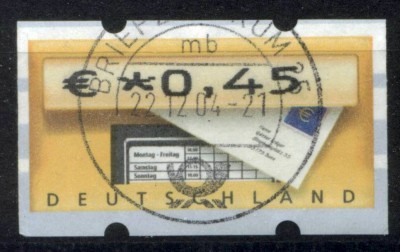 BRIEFZENTRUM
mb
€ *0,45
22.12.04-21
Montag - Freitag
Samstag
Sonntag
DEUTSCHLAND